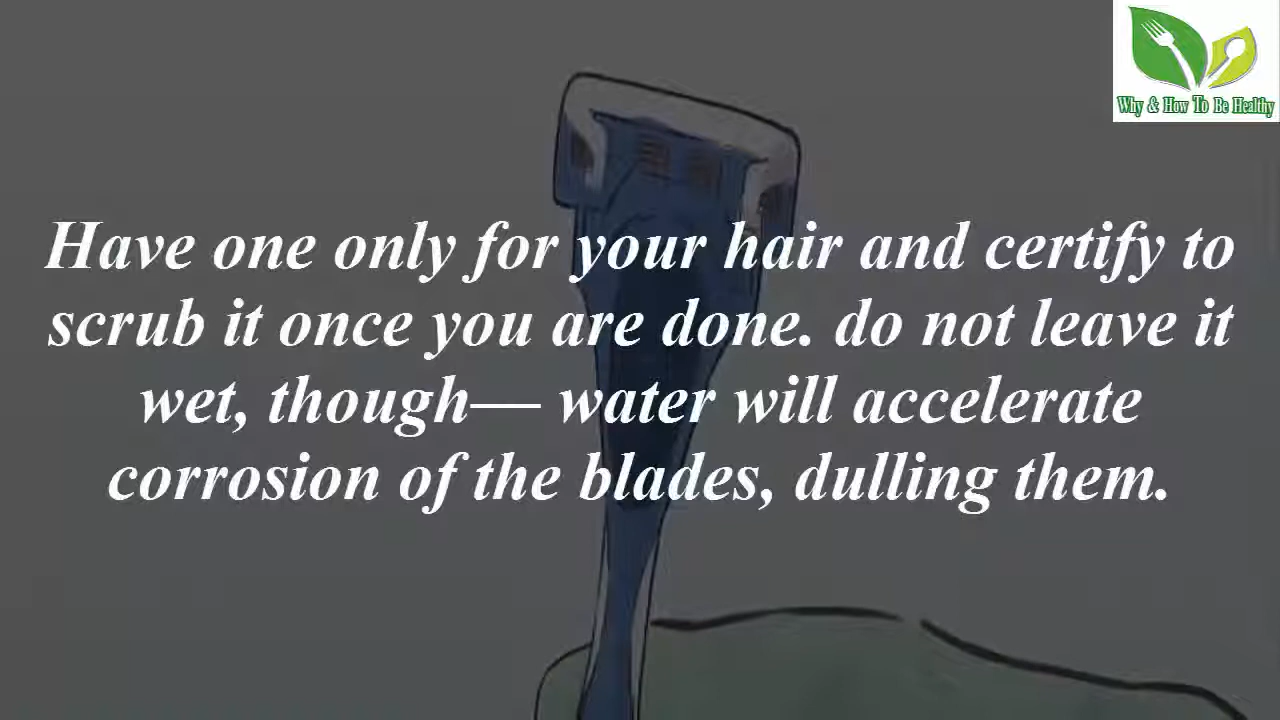 Why & How To Be Healthy
Have one only for your hair and certify to
scrub it once you are done. do not leave it
wet, though— water will accelerate
corrosion of the blades, dulling them.